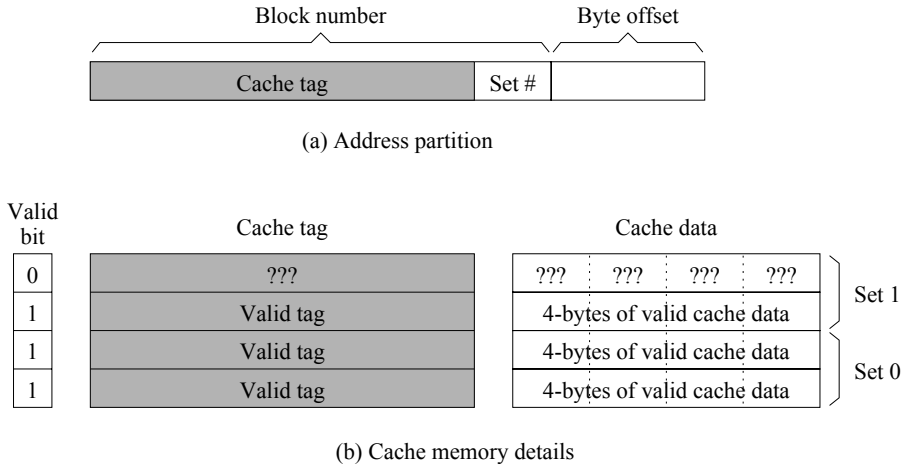 Block number Byte offset
Cache tag Set #
(a) Address partition
Valid
bit Cache tag Cache data
0 ??? ??? ??? ??? ???
1 Valid tag 4-bytes of valid cache data
Set 1
1 Valid tag 4-bytes of valid cache data
1 Valid tag 4-bytes of valid cache data
Set 0
(b) Cache memory details